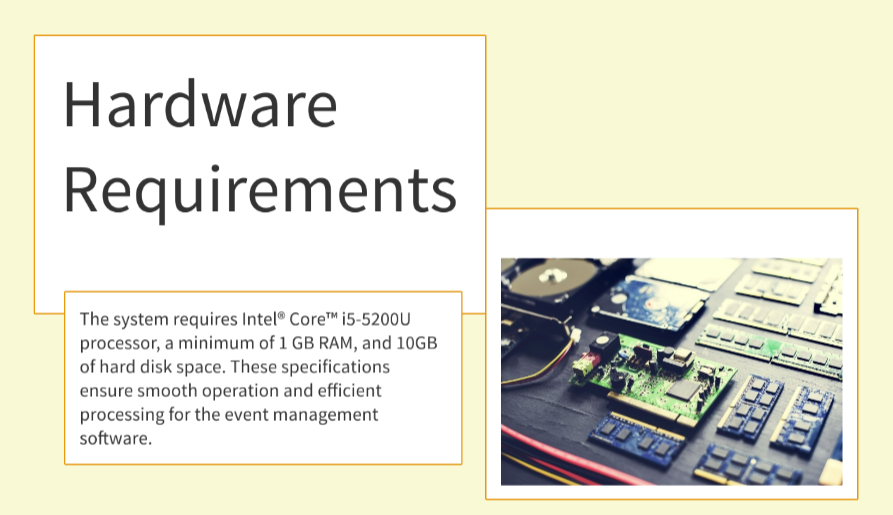 Hardware
Requirements
The system requires Intel® Core™ i5-5200U
processor, a minimum of 1 GB RAM, and 10GB
of hard disk space. These specifications
ensure smooth operation and efficient
processing for the event management
software.